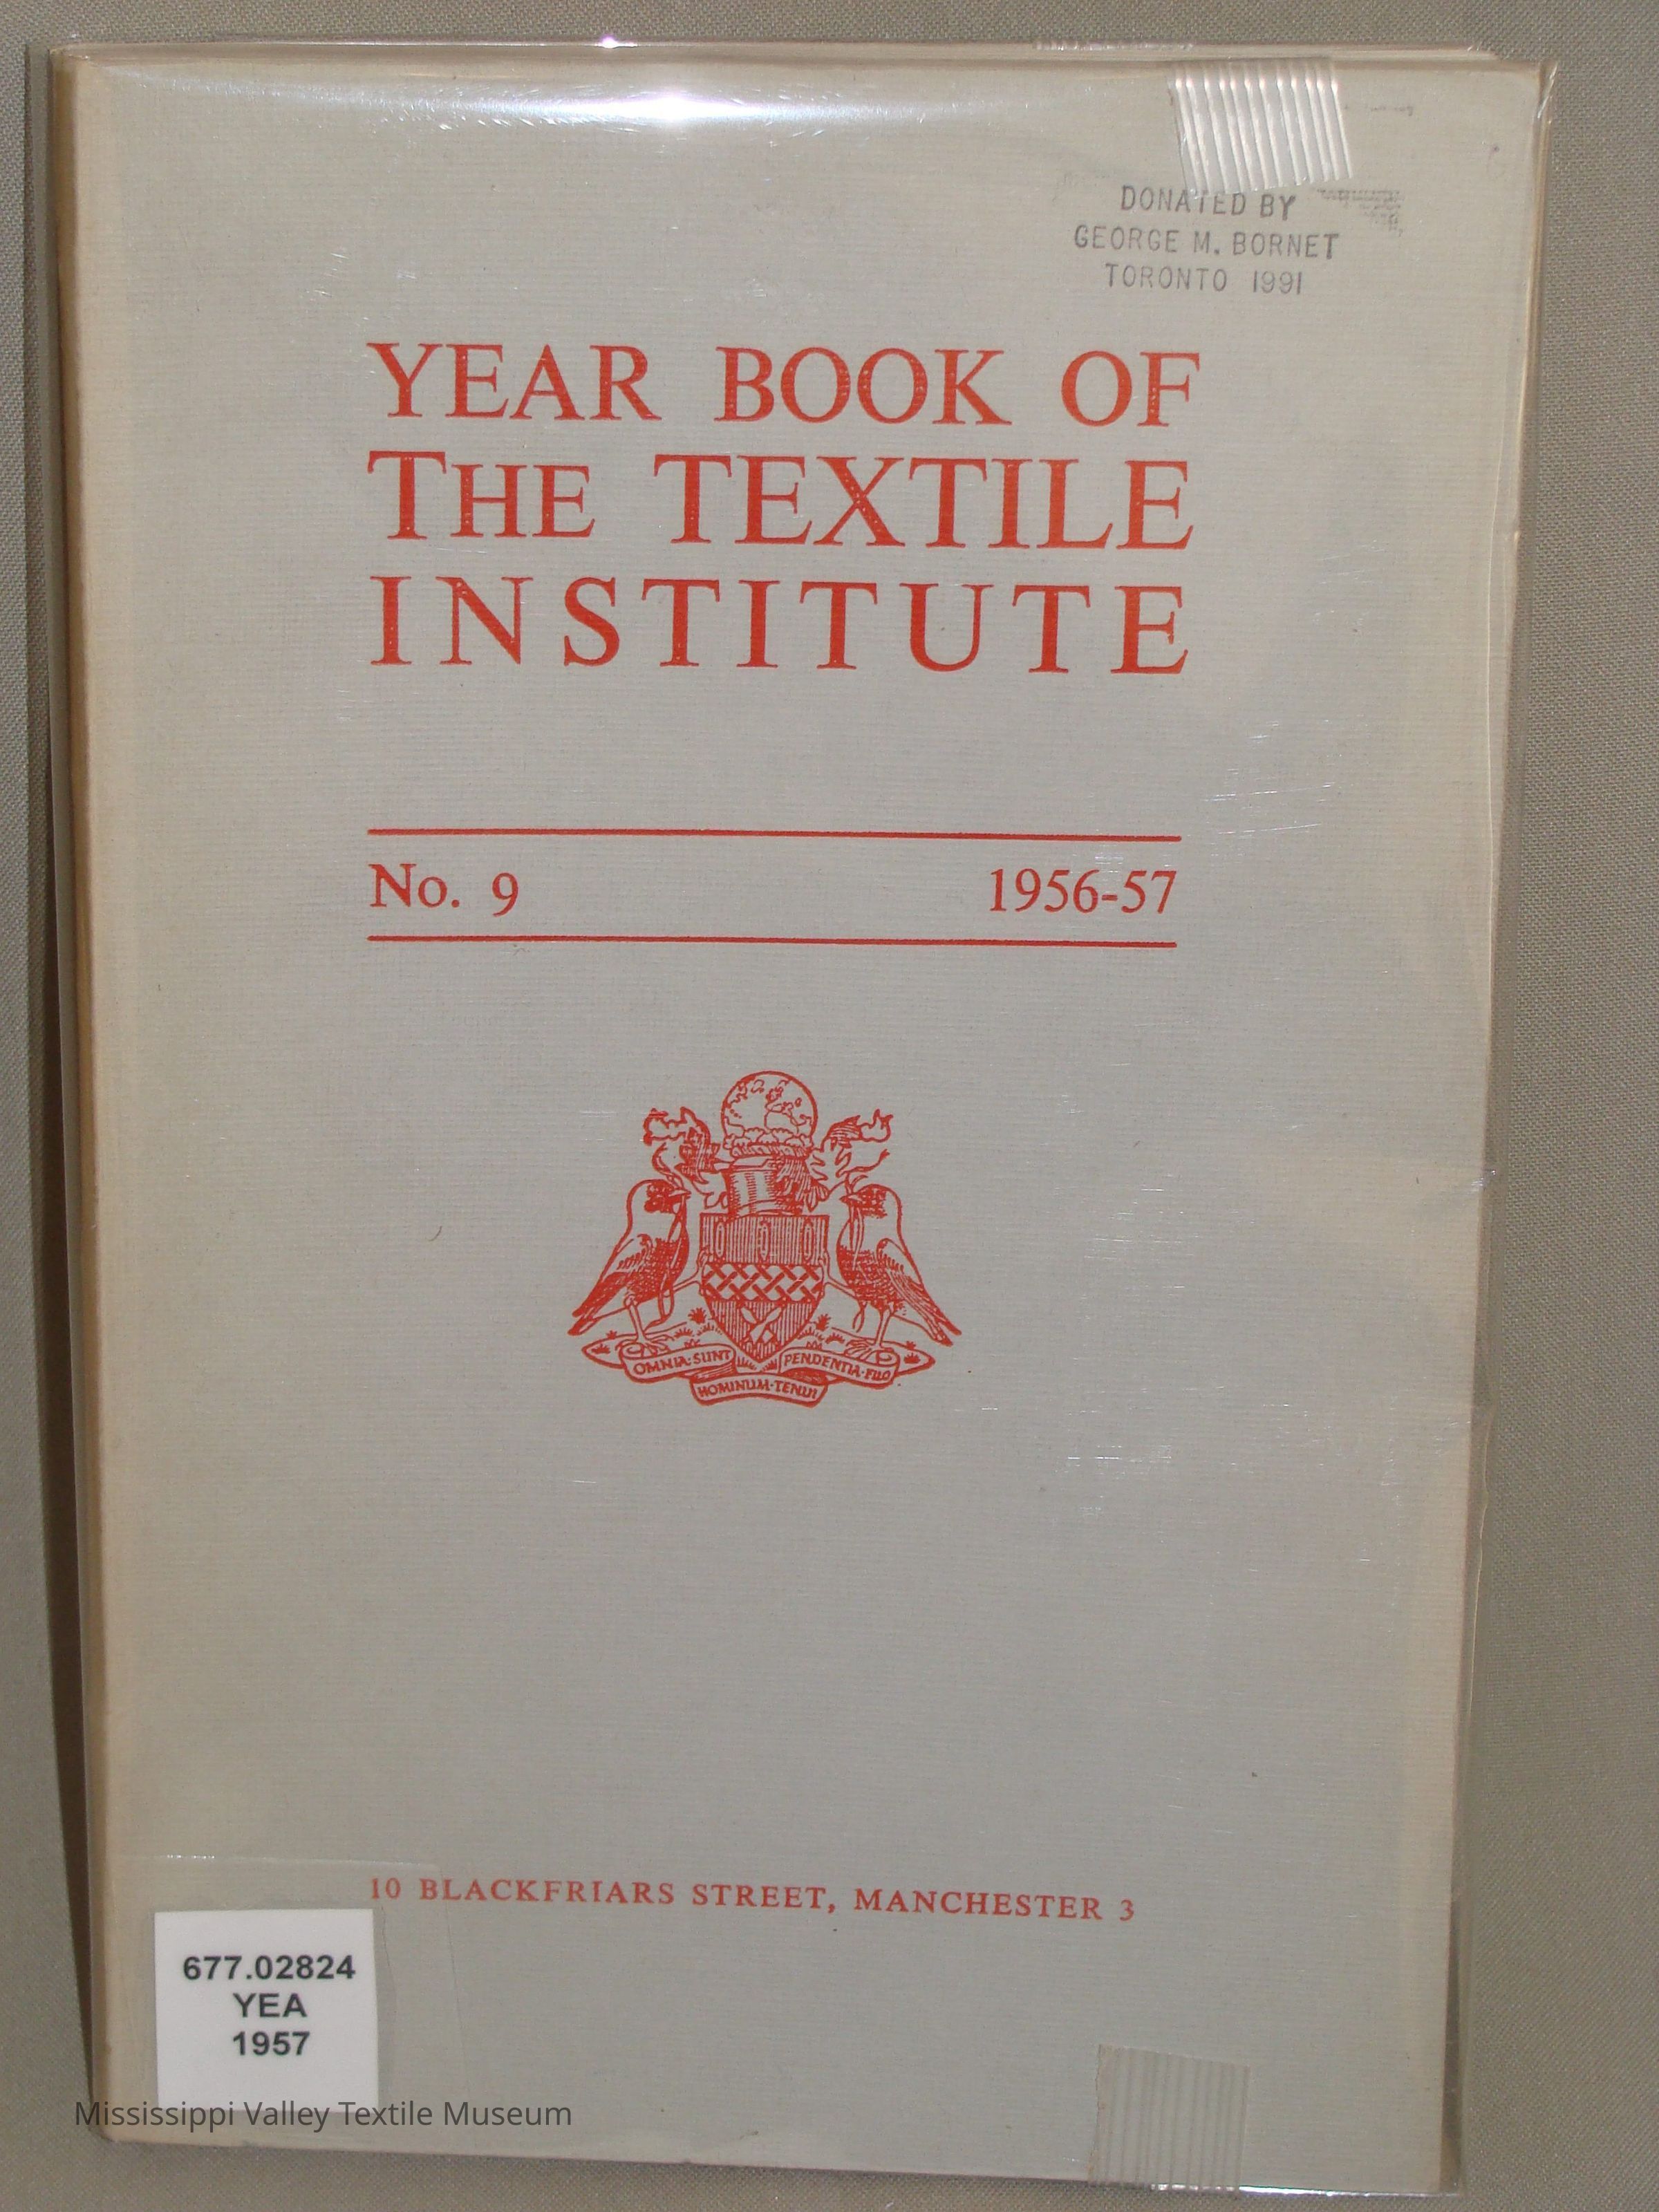 DONATED BY
GEORGE M. BORNET
TORONTO 1991
YEAR BOOK OF
THE TEXTILE
INSTITUTE
No. 9 1956-57
OMNIA·SUNT
PENDENTIA·FILO
HOMINUM·TENUI
10 BLACKFRIARS STREET, MANCHESTER 3
677.02824
YEA
1957
Mississippi Valley Textile Museum